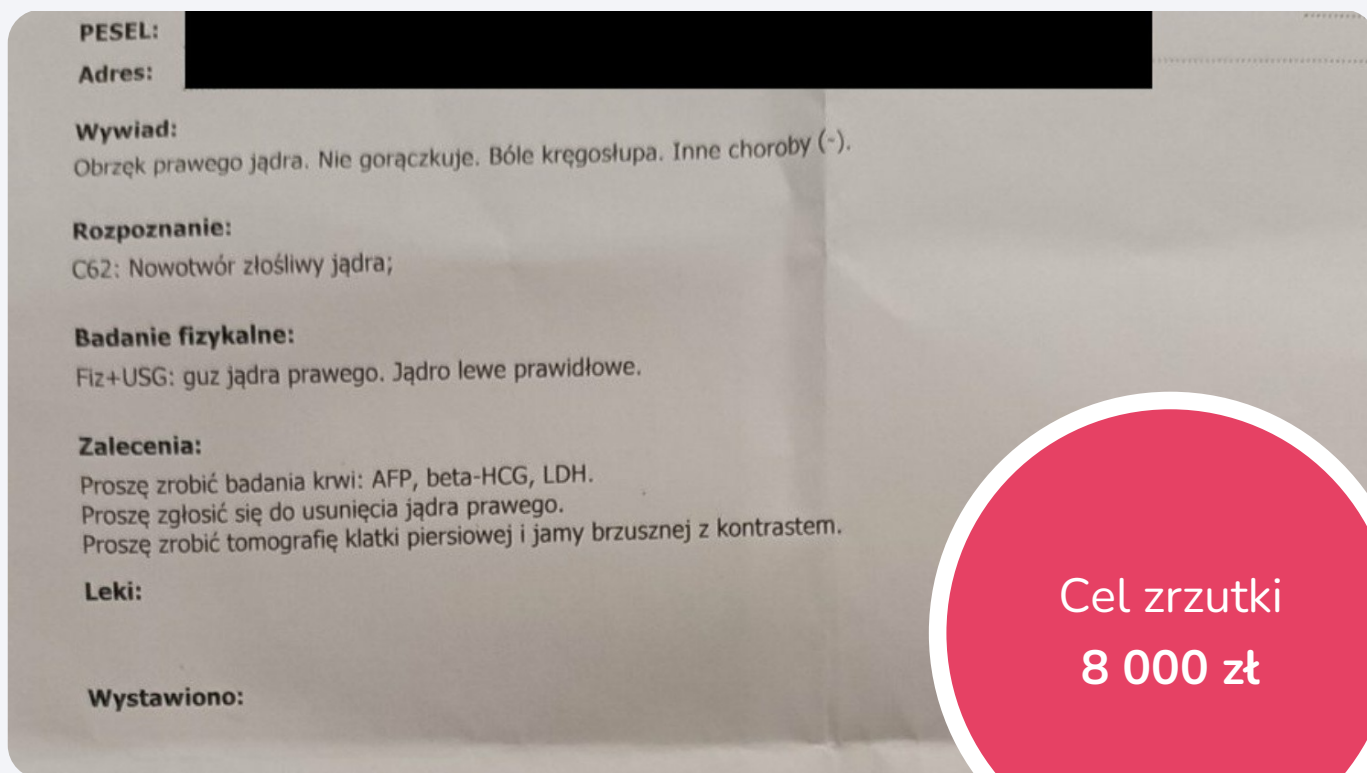 PESEL:
Adres:
Wywiad:
Obrzęk prawego jądra. Nie gorączkuje. Bóle kręgosłupa. Inne choroby (-).
Rozpoznanie:
C62: Nowotwór złośliwy jądra;
Badanie fizykalne:
Fiz+USG: guz jądra prawego. Jądro lewe prawidłowe.
Zalecenia:
Proszę zrobić badania krwi: AFP, beta-HCG, LDH.
Proszę zgłosić się do usunięcia jądra prawego.
Proszę zrobić tomografię klatki piersiowej i jamy brzusznej z kontrastem.
Leki:
Wystawiono:
Cel zrzutki
8 000 zł